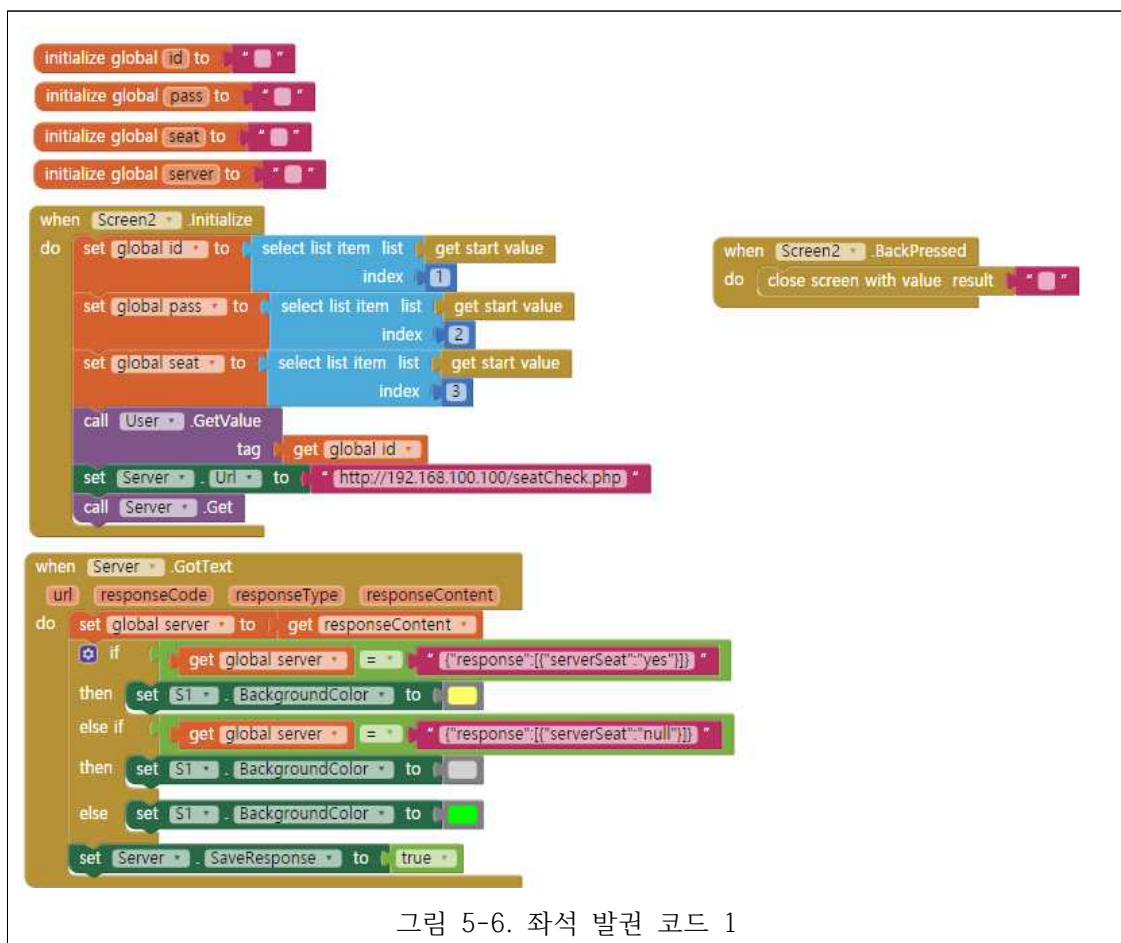 initialize global id to " "
initialize global pass to " "
initialize global seat to " "
initialize global server to " "
when Screen2 .Initialize
do set global id to select list item list get start value
index 1
set global pass to select list item list get start value
index 2
set global seat to select list item list get start value
index 3
call User .GetValue
tag get global id
set Server . Url to " http://192.168.100.100/seatCheck.php "
call Server .Get
when Screen2 .BackPressed
do close screen with value result " "
when Server .GotText
url responseCode responseType responseContent
do set global server to get responseContent
if get global server = " {"response":[{"serverSeat":"yes"}]} "
then set S1 . BackgroundColor to
else if get global server = " {"response":[{"serverSeat":"null"}]} "
then set S1 . BackgroundColor to
else set S1 . BackgroundColor to
set Server . SaveResponse to true
그림 5-6. 좌석 발권 코드 1